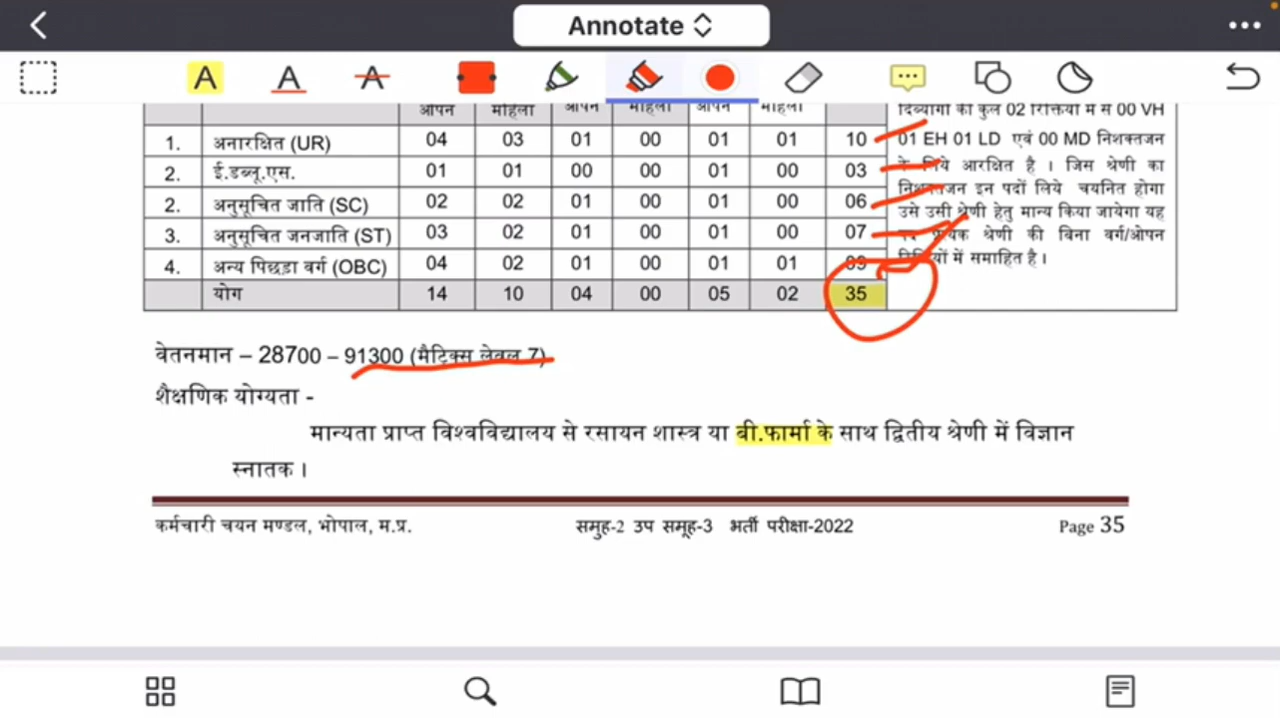 Annotate
ओपन महिला ओपन महिला ओपन महिला
दिव्यांगों की कुल 02 रिक्तियों में से 00 VH
1. अनारक्षित (UR) 04 03 01 00 01 01 10
01 EH 01 LD एवं 00 MD निशक्तजन
2. ई.डब्लू.एस. 01 01 00 00 01 00 03
के लिये आरक्षित है । जिस श्रेणी का
निशक्तजन इन पदों लिये चयनित होगा
2. अनुसूचित जाति (SC) 02 02 01 00 01 00 06
उसे उसी श्रेणी हेतु मान्य किया जायेगा यह
3. अनुसूचित जनजाति (ST) 03 02 01 00 01 00 07
पद प्रत्येक श्रेणी की बिना वर्ग/ओपन
4. अन्य पिछड़ा वर्ग (OBC) 04 02 01 00 01 01 09
रिक्तियों में समाहित है।
योग 14 10 04 00 05 02 35
वेतनमान – 28700 – 91300 (मैट्रिक्स लेवल 7)
शैक्षणिक योग्यता -
मान्यता प्राप्त विश्वविद्यालय से रसायन शास्त्र या बी.फार्मा के साथ द्वितीय श्रेणी में विज्ञान
स्नातक ।
कर्मचारी चयन मण्डल, भोपाल, म.प्र. समुह-2 उप समूह-3 भर्ती परीक्षा-2022 Page 35